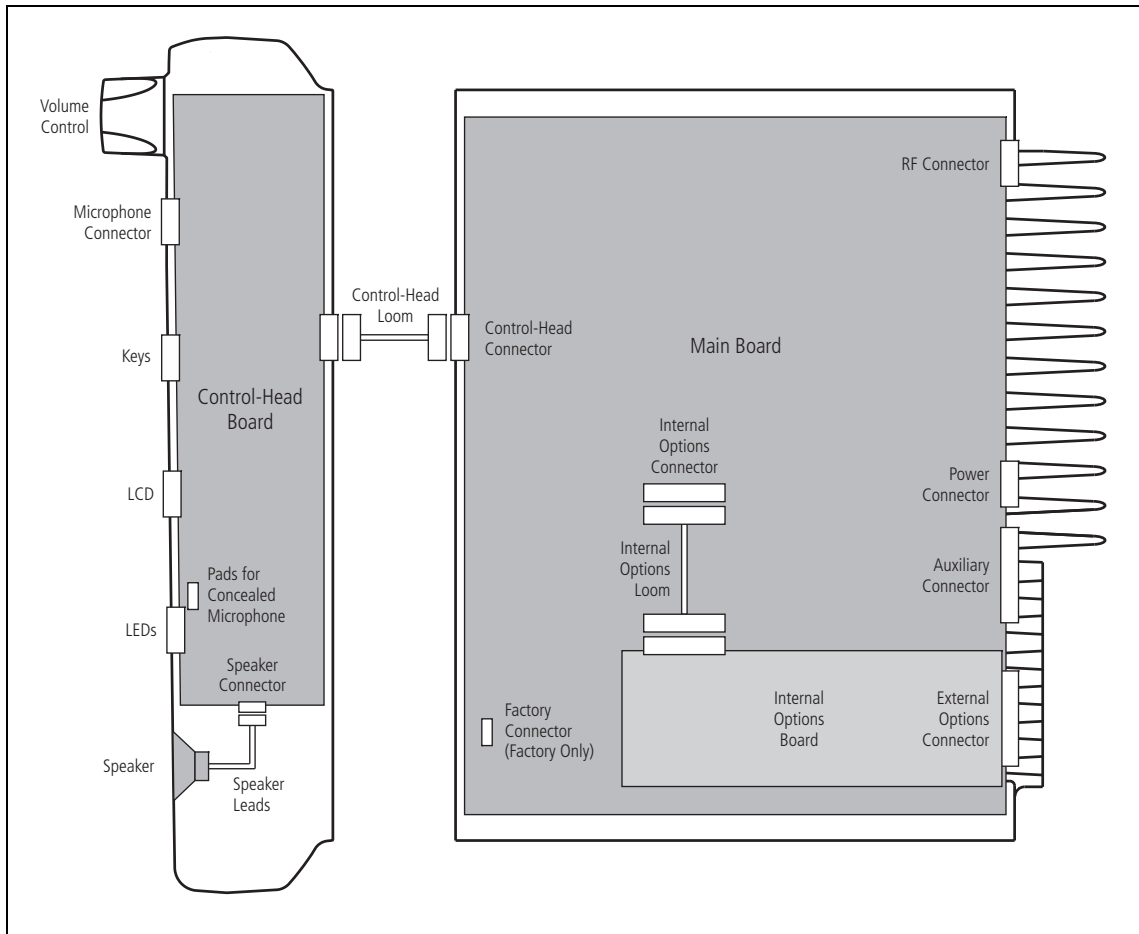 Volume
Control
Microphone
Connector
Keys
Control-Head
Board
LCD
Pads for
Concealed
Microphone
LEDs
Speaker
Connector
Speaker
Speaker
Leads
Control-Head
Loom
Control-Head
Connector
Main Board
RF Connector
Internal
Options
Connector
Power
Connector
Internal
Options
Loom
Auxiliary
Connector
Factory
Connector
(Factory Only)
Internal
Options
Board
External
Options
Connector